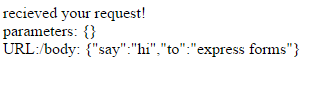 recieved your request!
parameters: {}
URL:/body: {"say":"hi","to":"express forms"}